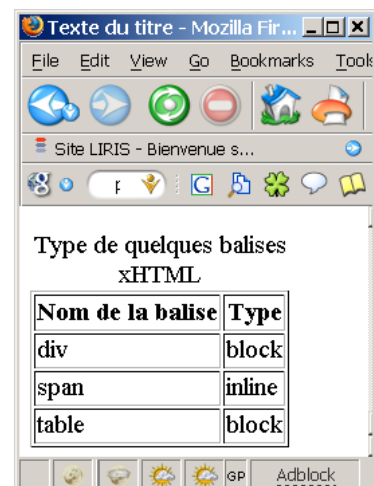 Texte du titre - Mozilla Fir...
File Edit View Go Bookmarks Tools
Site LIRIS - Bienvenue s...
G
Type de quelques balises
xHTML
Nom de la balise Type
div block
span inline
table block
GP Adblock